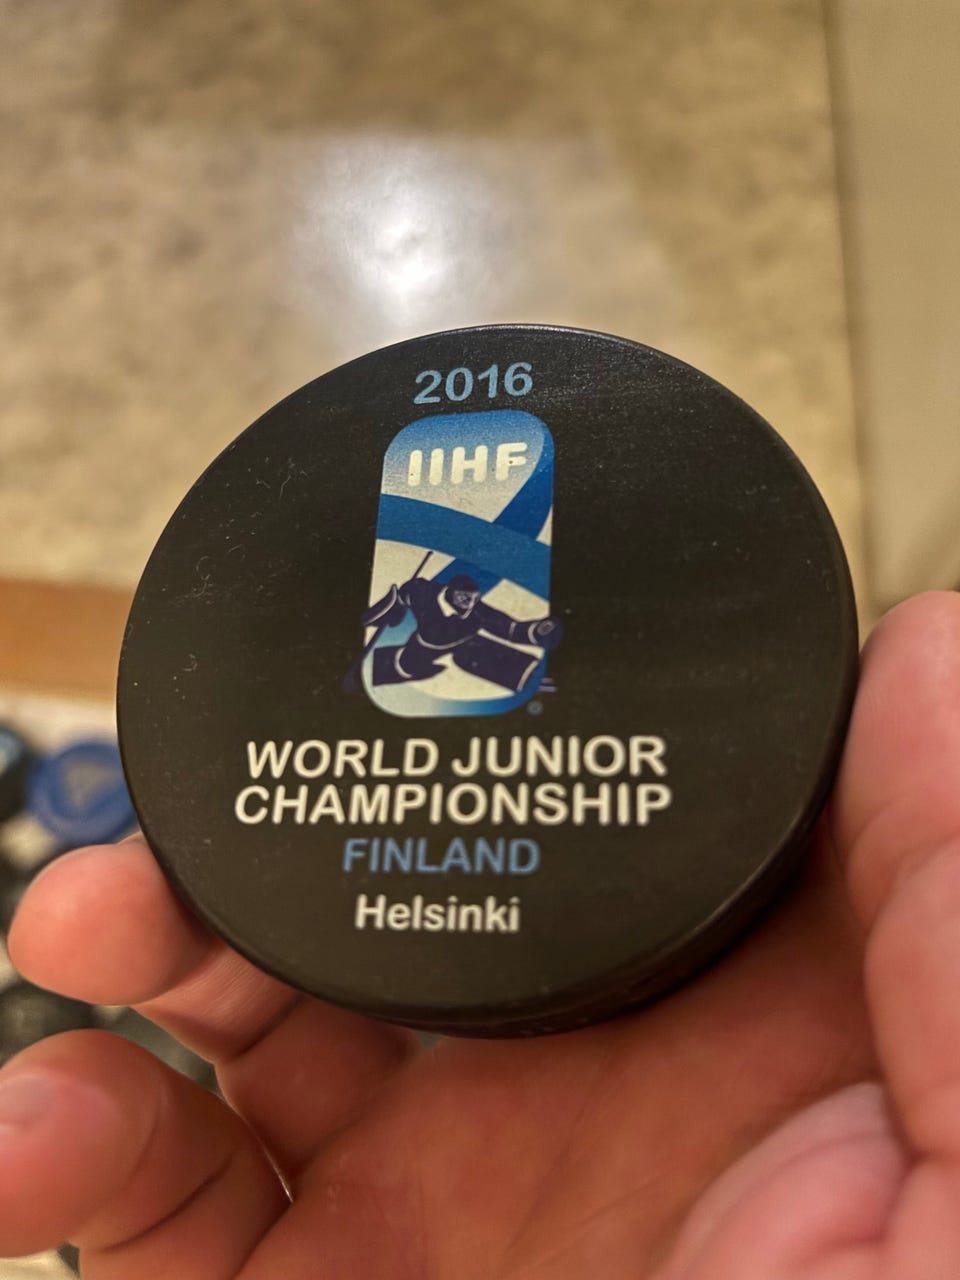 2016
IIHF
WORLD JUNIOR
CHAMPIONSHIP
FINLAND
Helsinki